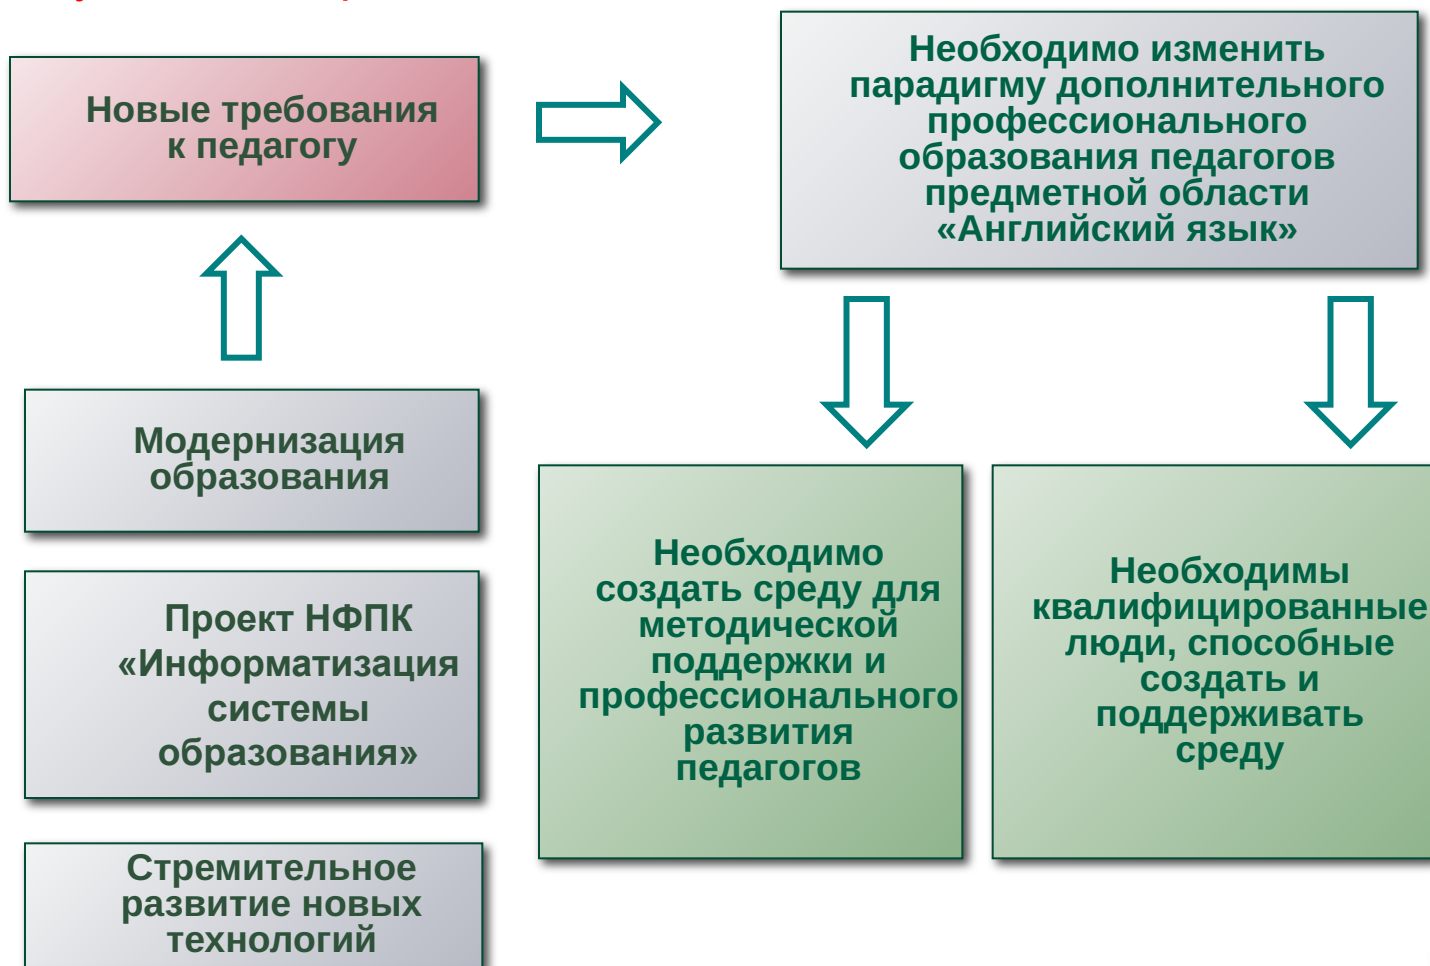 Новые требования
к педагогу
Необходимо изменить
парадигму дополнительного
профессионального
образования педагогов
предметной области
«Английский язык»
Модернизация
образования
Проект НФПК
«Информатизация
системы
образования»
Стремительное
развитие новых
технологий
Необходимо
создать среду для
методической
поддержки и
профессионального
развития
педагогов
Необходимы
квалифицированные
люди, способные
создать и
поддерживать
среду